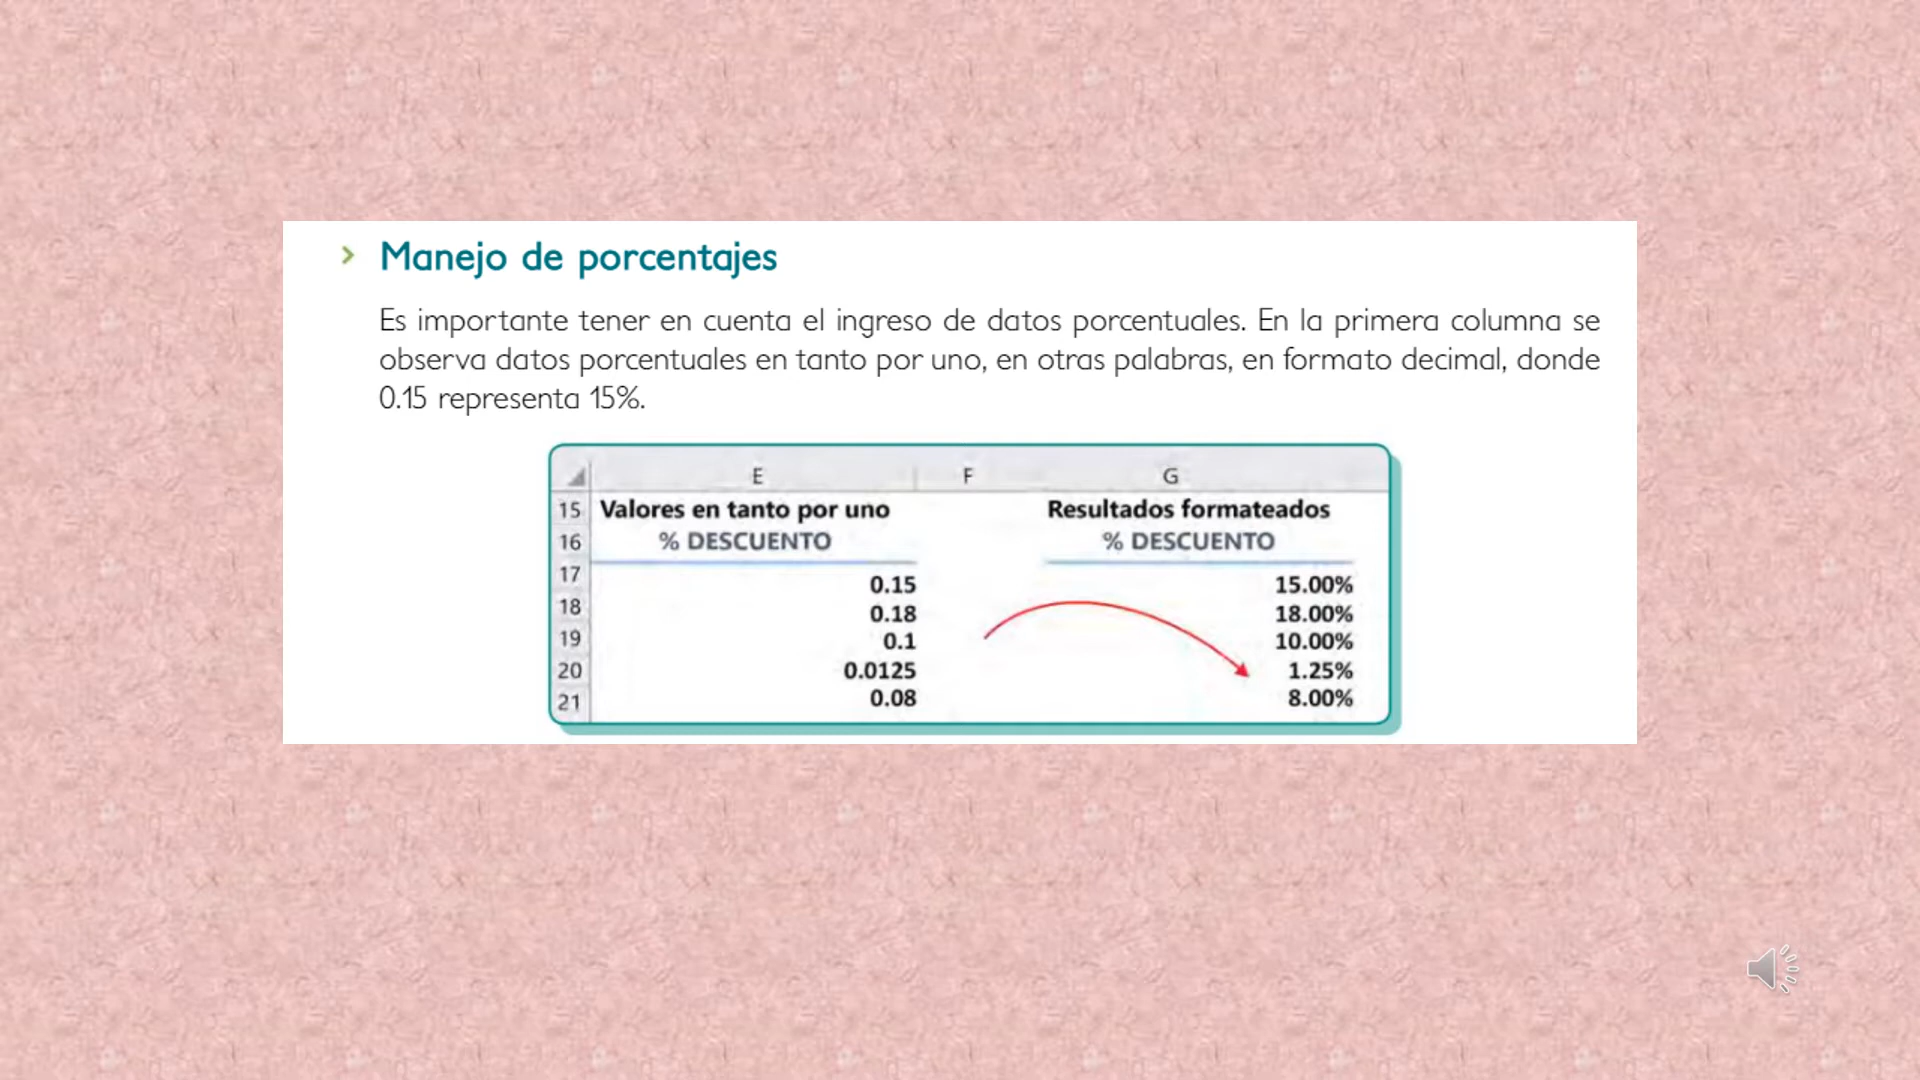 Manejo de porcentajes
Es importante tener en cuenta el ingreso de datos porcentuales. En la primera columna se
observa datos porcentuales en tanto por uno, en otras palabras, en formato decimal, donde
0.15 representa 15%.
E F G
15 Valores en tanto por uno Resultados formateados
16 % DESCUENTO % DESCUENTO
17 0.15 15.00%
18 0.18 18.00%
19 0.1 10.00%
20 0.0125 1.25%
21 0.08 8.00%